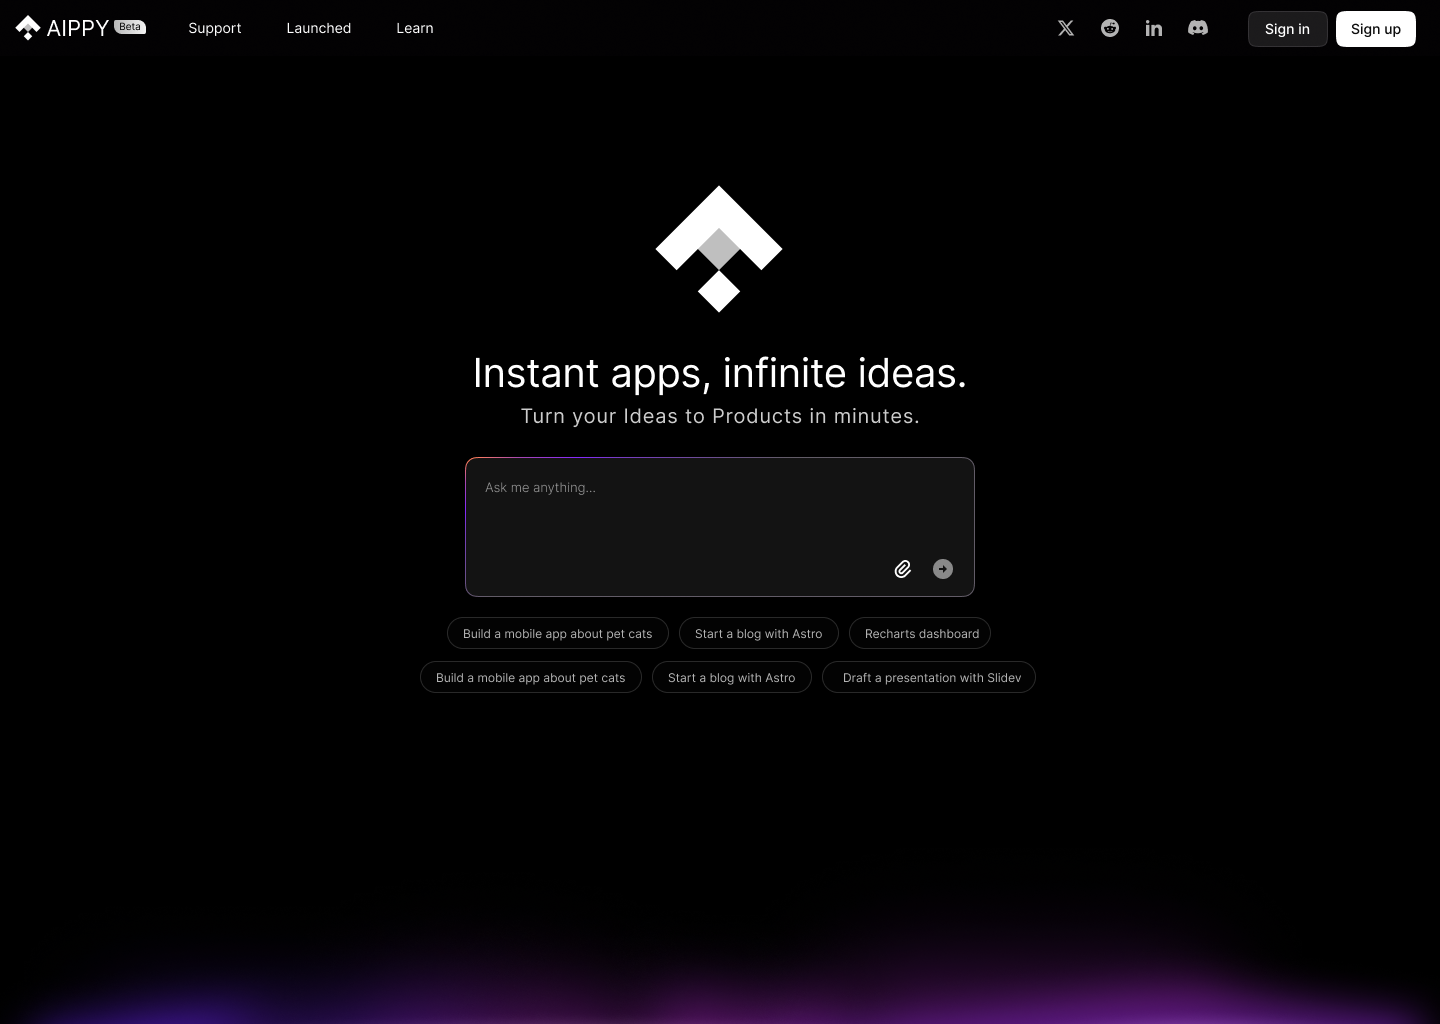 AIPPY Beta Support Launched Learn Sign in Sign up
Instant apps, infinite ideas.
Turn your Ideas to Products in minutes.
Ask me anything...
Build a mobile app about pet cats Start a blog with Astro Recharts dashboard
Build a mobile app about pet cats Start a blog with Astro Draft a presentation with Slidev